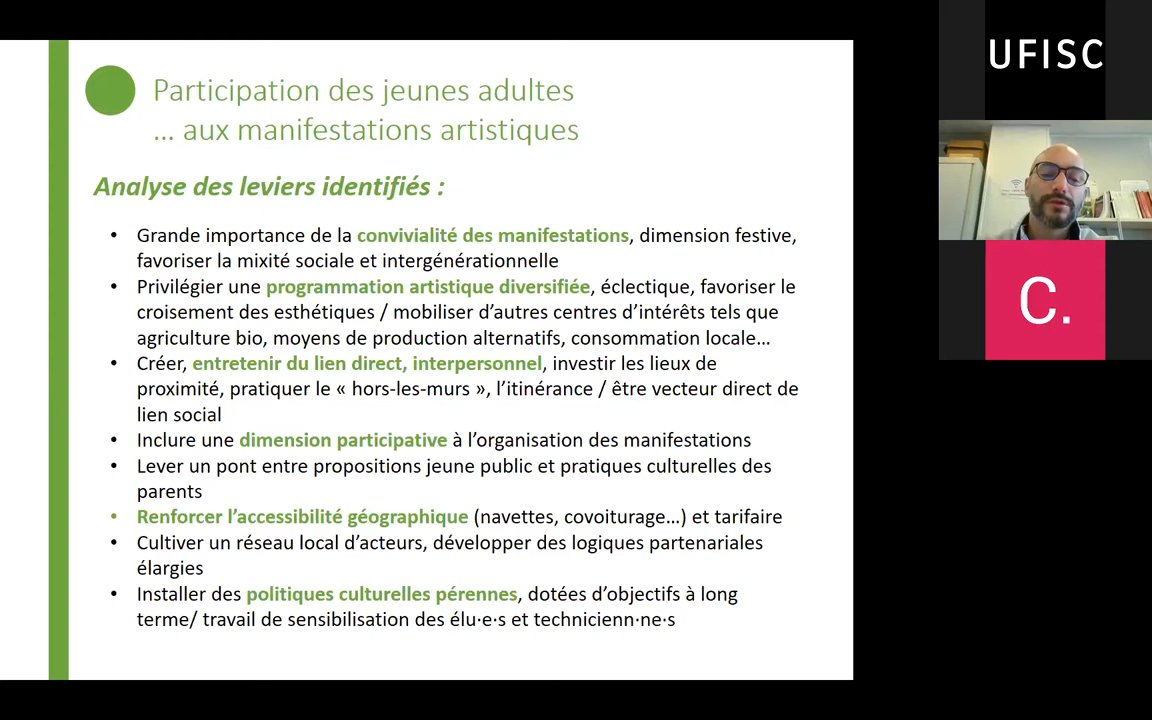 Participation des jeunes adultes
... aux manifestations artistiques
Analyse des leviers identifiés :
• Grande importance de la convivialité des manifestations, dimension festive,
favoriser la mixité sociale et intergénérationnelle
• Privilégier une programmation artistique diversifiée, éclectique, favoriser le
croisement des esthétiques / mobiliser d’autres centres d’intérêts tels que
agriculture bio, moyens de production alternatifs, consommation locale…
• Créer, entretenir du lien direct, interpersonnel, investir les lieux de
proximité, pratiquer le « hors-les-murs », l’itinérance / être vecteur direct de
lien social
• Inclure une dimension participative à l’organisation des manifestations
• Lever un pont entre propositions jeune public et pratiques culturelles des
parents
• Renforcer l’accessibilité géographique (navettes, covoiturage…) et tarifaire
• Cultiver un réseau local d’acteurs, développer des logiques partenariales
élargies
• Installer des politiques culturelles pérennes, dotées d’objectifs à long
terme/ travail de sensibilisation des élu·e·s et technicienn·ne·s
UFISC
C.